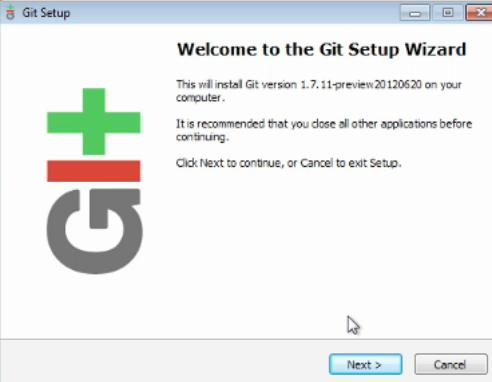 Git Setup
Welcome to the Git Setup Wizard
This will install Git version 1.7.11-preview20120620 on your
computer.
It is recommended that you close all other applications before
continuing.
Click Next to continue, or Cancel to exit Setup.
GIt
Next >
Cancel